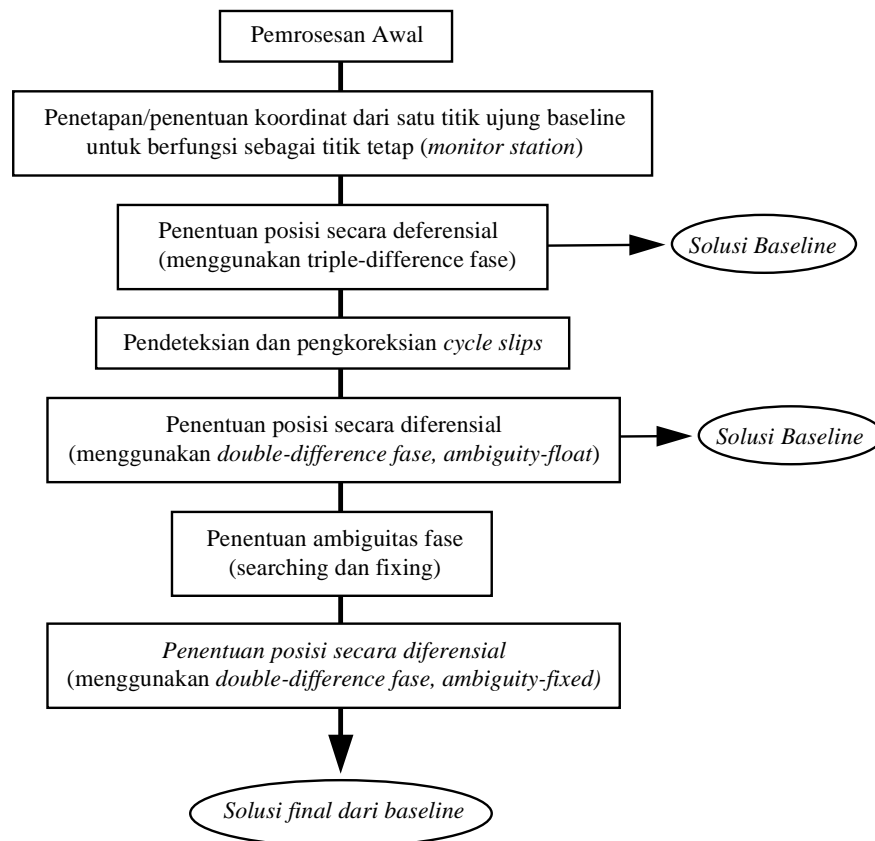 Pemrosesan Awal
Penetapan/penentuan koordinat dari satu titik ujung baseline
untuk berfungsi sebagai titik tetap (monitor station)
Penentuan posisi secara deferensial
(menggunakan triple-difference fase)
Solusi Baseline
Pendeteksian dan pengkoreksian cycle slips
Penentuan posisi secara diferensial
(menggunakan double-difference fase, ambiguity-float)
Solusi Baseline
Penentuan ambiguitas fase
(searching dan fixing)
Penentuan posisi secara diferensial
(menggunakan double-difference fase, ambiguity-fixed)
Solusi final dari baseline